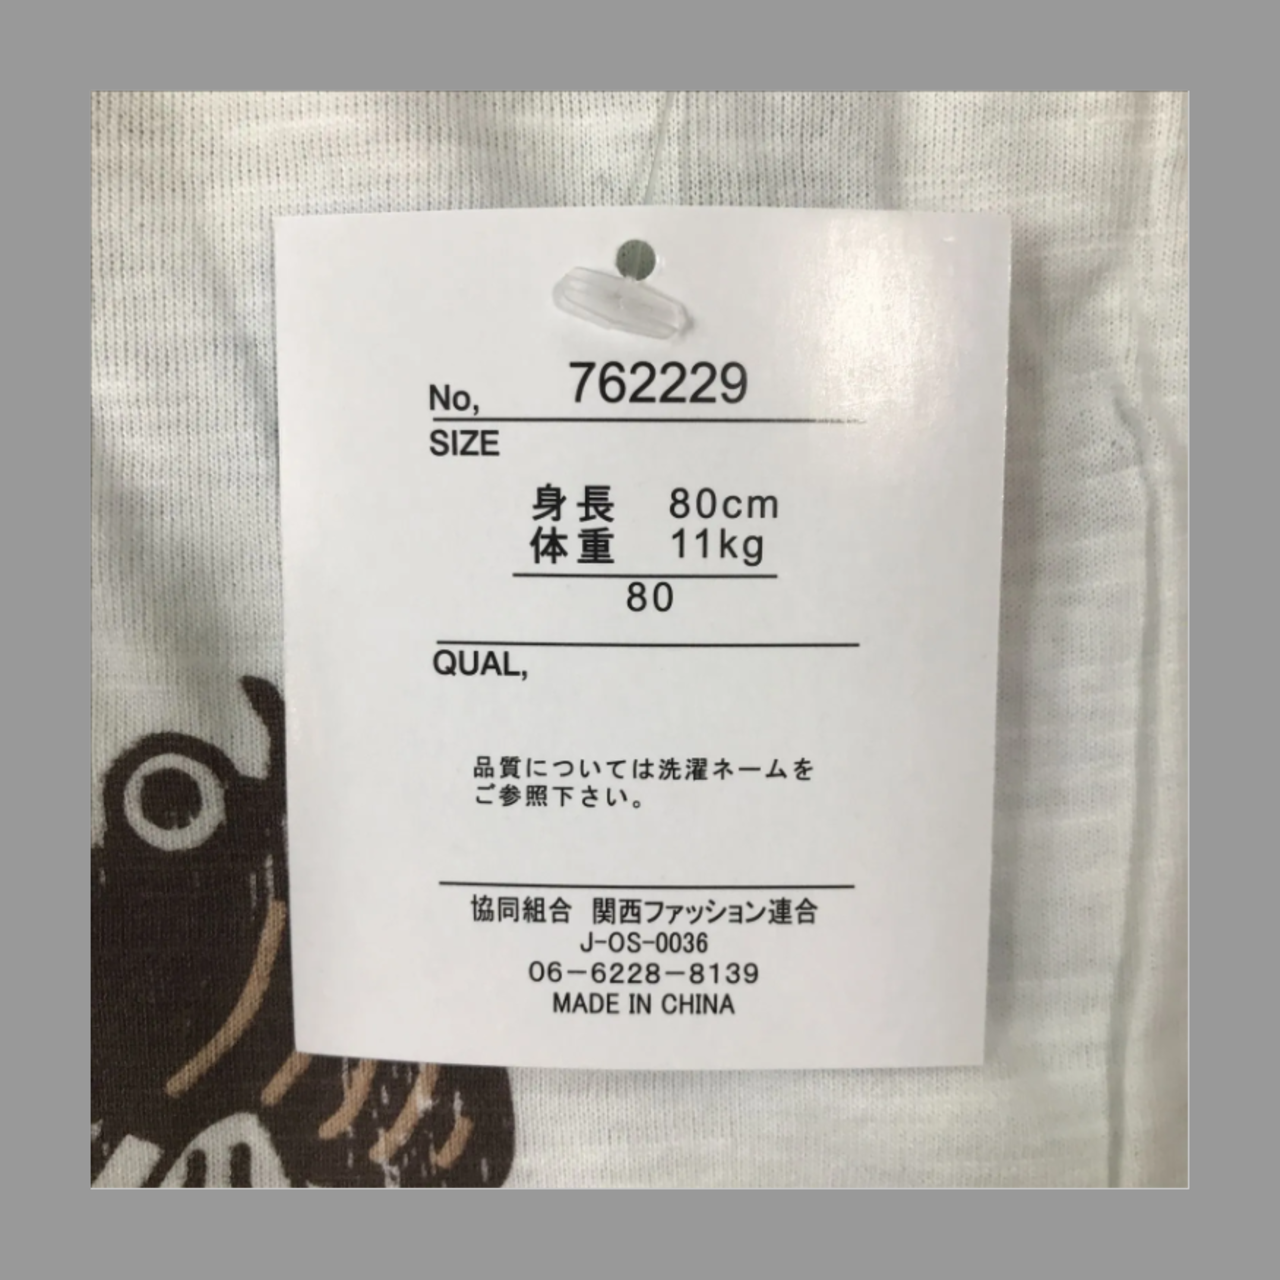 No, 762229
SIZE
身長 80cm
体重 11kg
80
QUAL,
品質については洗濯ネームを
ご参照下さい。
協同組合 関西ファッション連合
J-OS-0036
06-6228-8139
MADE IN CHINA